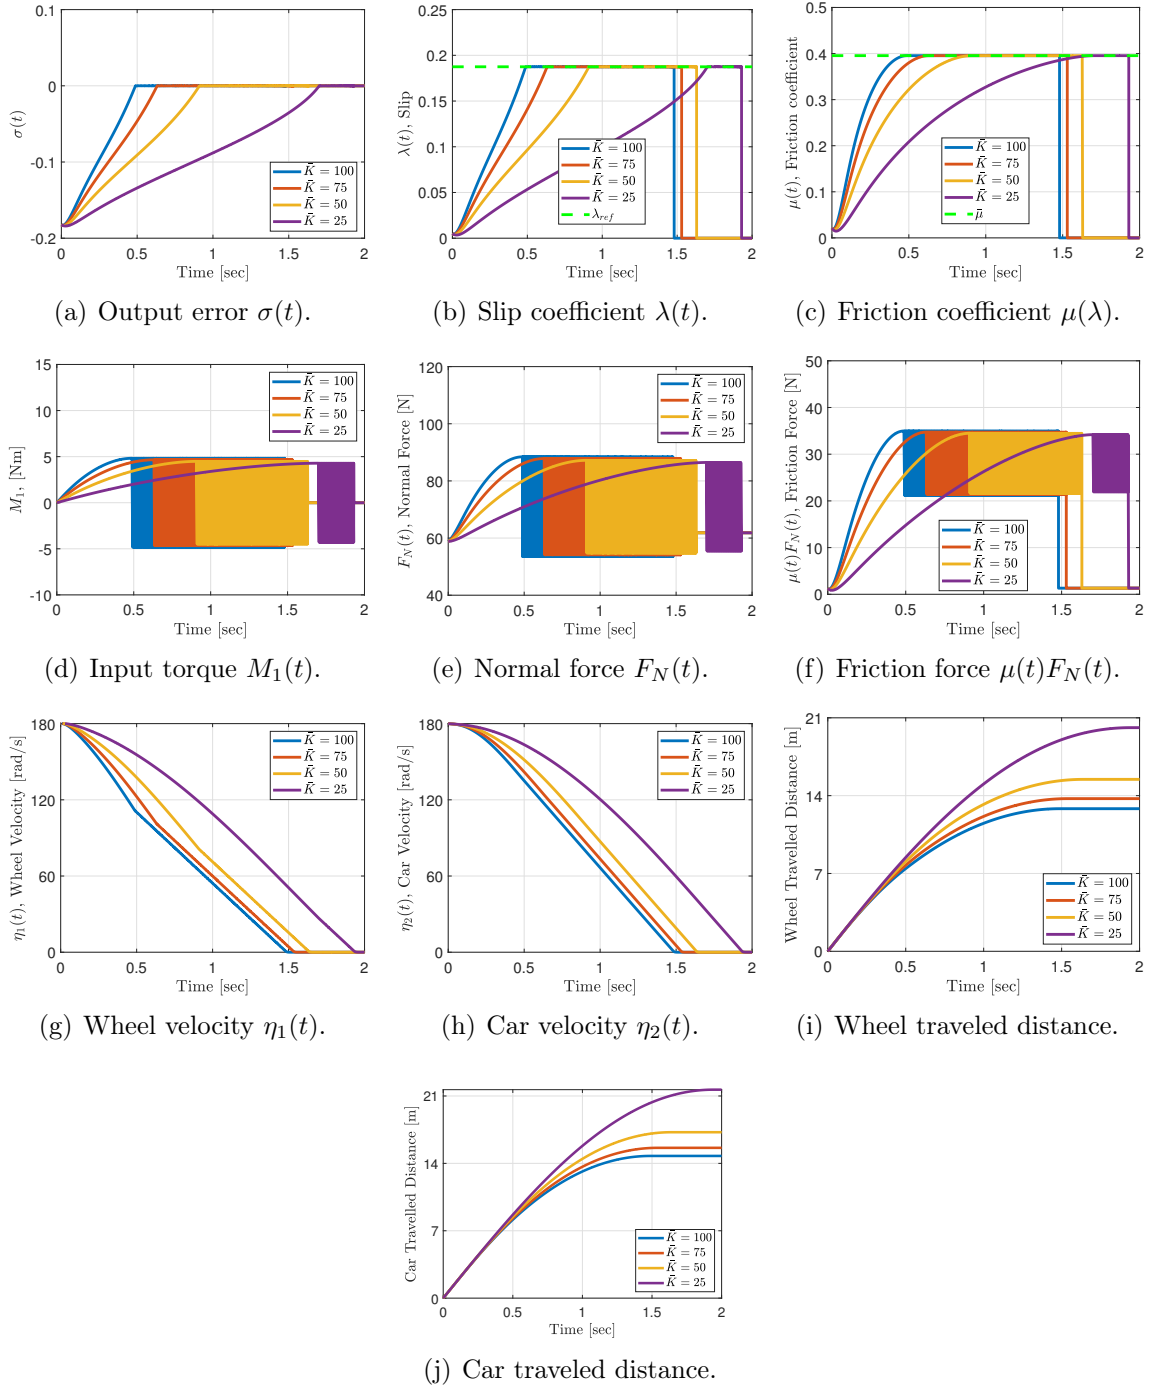 0.1
0
-0.1
-0.2
σ(t)
K̄ = 100
K̄ = 75
K̄ = 50
K̄ = 25
0 0.5 1 1.5 2
Time [sec]
(a) Output error σ(t).
0.25
0.2
0.15
0.1
0.05
0
λ(t), Slip
K̄ = 100
K̄ = 75
K̄ = 50
K̄ = 25
λref
0 0.5 1 1.5 2
Time [sec]
(b) Slip coefficient λ(t).
0.5
0.4
0.3
0.2
0.1
0
μ(t), Friction coefficient
K̄ = 100
K̄ = 75
K̄ = 50
K̄ = 25
μ̄
0 0.5 1 1.5 2
Time [sec]
(c) Friction coefficient μ(λ).
15
10
5
0
-5
-10
M₁, [Nm]
K̄ = 100
K̄ = 75
K̄ = 50
K̄ = 25
0 0.5 1 1.5 2
Time [sec]
(d) Input torque M₁(t).
120
100
80
60
40
F_N(t), Normal Force [N]
K̄ = 100
K̄ = 75
K̄ = 50
K̄ = 25
0 0.5 1 1.5 2
Time [sec]
(e) Normal force F_N(t).
50
40
30
20
10
0
μ(t)F_N(t), Friction Force [N]
K̄ = 100
K̄ = 75
K̄ = 50
K̄ = 25
0 0.5 1 1.5 2
Time [sec]
(f) Friction force μ(t)F_N(t).
180
120
60
0
η₁(t), Wheel Velocity [rad/s]
K̄ = 100
K̄ = 75
K̄ = 50
K̄ = 25
0 0.5 1 1.5 2
Time [sec]
(g) Wheel velocity η₁(t).
180
120
60
0
η₂(t), Car Velocity [rad/s]
K̄ = 100
K̄ = 75
K̄ = 50
K̄ = 25
0 0.5 1 1.5 2
Time [sec]
(h) Car velocity η₂(t).
21
14
7
0
Wheel Travelled Distance [m]
K̄ = 100
K̄ = 75
K̄ = 50
K̄ = 25
0 0.5 1 1.5 2
Time [sec]
(i) Wheel traveled distance.
21
14
7
0
Car Travelled Distance [m]
K̄ = 100
K̄ = 75
K̄ = 50
K̄ = 25
0 0.5 1 1.5 2
Time [sec]
(j) Car traveled distance.